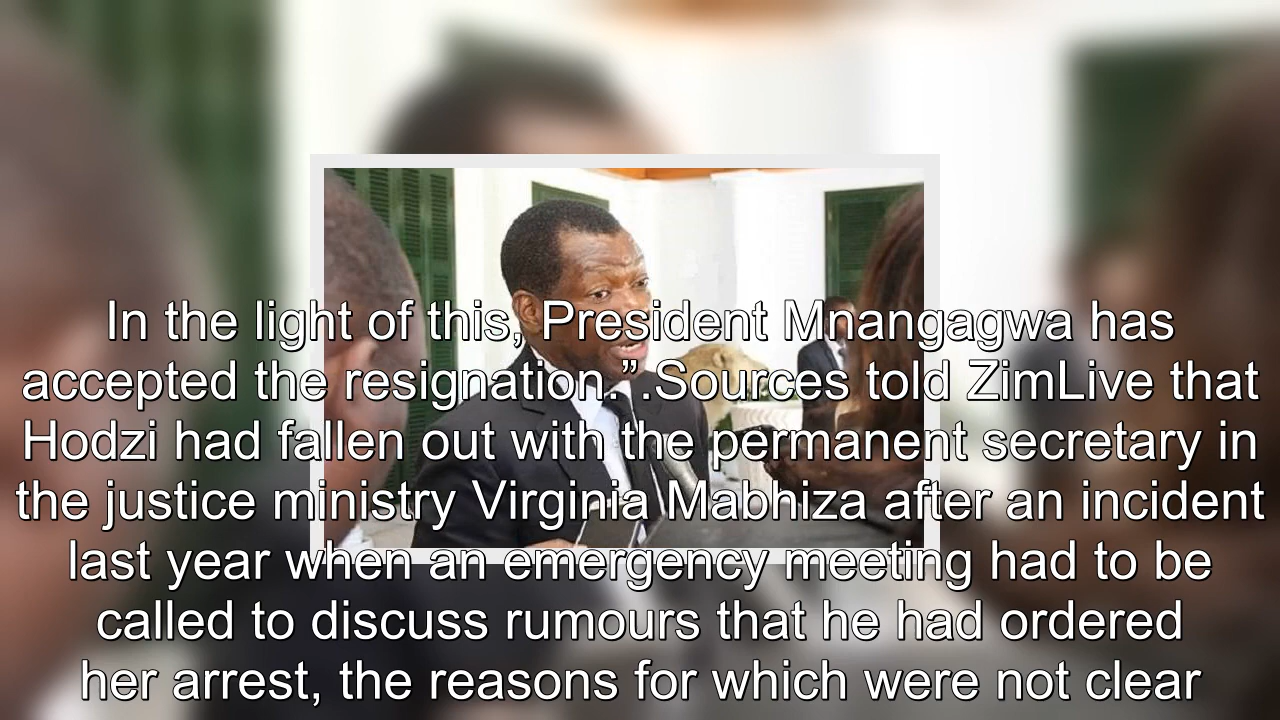 In the light of this, President Mnangagwa has
accepted the resignation.”.Sources told ZimLive that
Hodzi had fallen out with the permanent secretary in
the justice ministry Virginia Mabhiza after an incident
last year when an emergency meeting had to be
called to discuss rumours that he had ordered
her arrest, the reasons for which were not clear